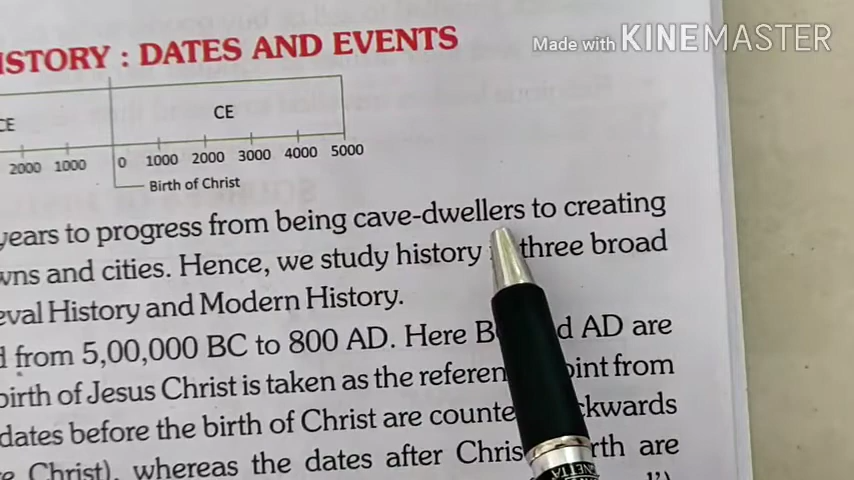 Made with KINEMASTER
ISTORY : DATES AND EVENTS
CE CE
2000 1000 0 1000 2000 3000 4000 5000
Birth of Christ
years to progress from being cave-dwellers to creating
wns and cities. Hence, we study history three broad
eval History and Modern History.
from 5,00,000 BC to 800 AD. Here B d AD are
birth of Jesus Christ is taken as the referen oint from
dates before the birth of Christ are counte ckwards
e Christ), whereas the dates after Chris rth are